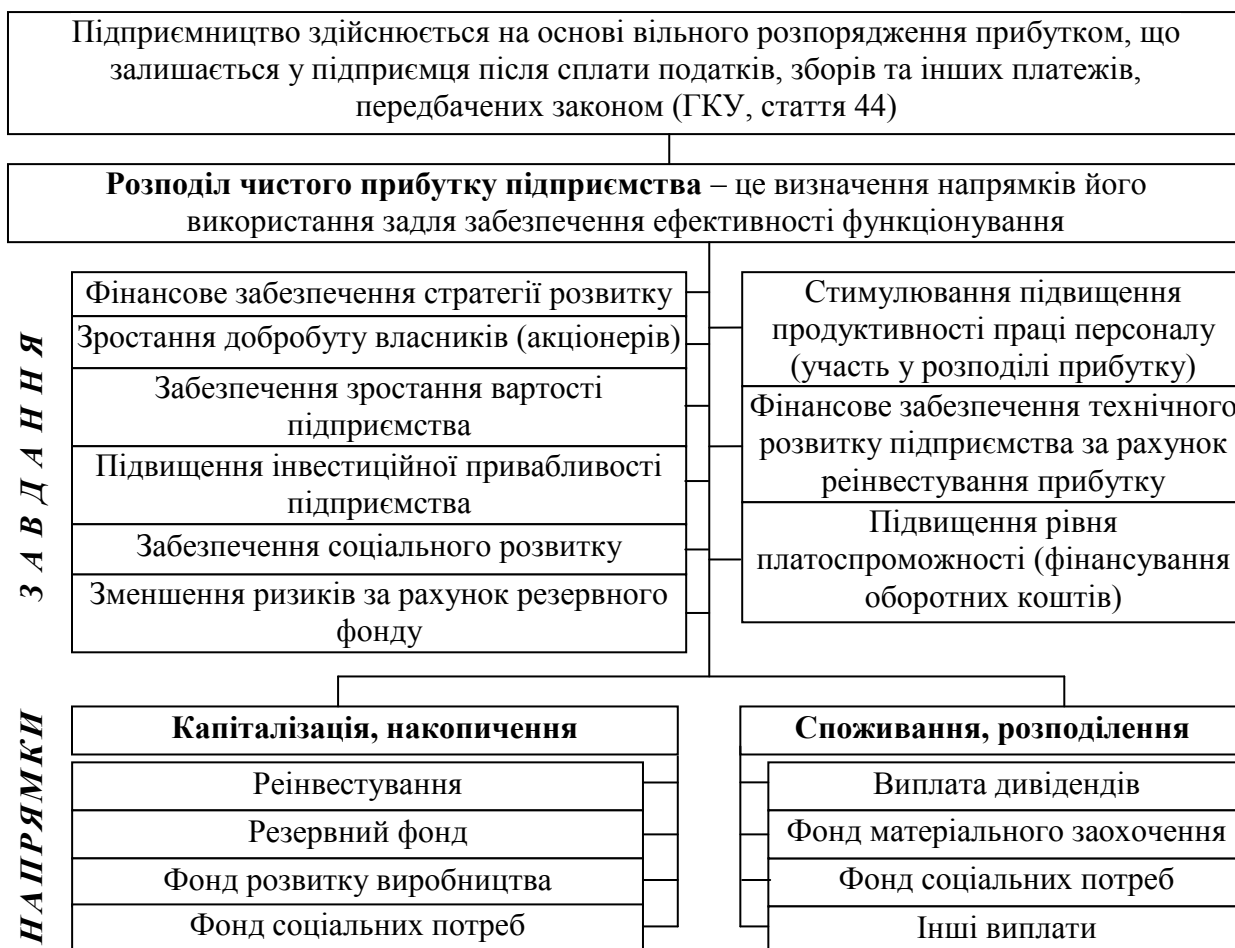 Підприємництво здійснюється на основі вільного розпорядження прибутком, що
залишається у підприємця після сплати податків, зборів та інших платежів,
передбачених законом (ГКУ, стаття 44)
Розподіл чистого прибутку підприємства – це визначення напрямків його
використання задля забезпечення ефективності функціонування
ЗАВДАННЯ
Фінансове забезпечення стратегії розвитку
Зростання добробуту власників (акціонерів)
Забезпечення зростання вартості
підприємства
Підвищення інвестиційної привабливості
підприємства
Забезпечення соціального розвитку
Зменшення ризиків за рахунок резервного
фонду
Стимулювання підвищення
продуктивності праці персоналу
(участь у розподілі прибутку)
Фінансове забезпечення технічного
розвитку підприємства за рахунок
реінвестування прибутку
Підвищення рівня
платоспроможності (фінансування
оборотних коштів)
НАПРЯМКИ
Капіталізація, накопичення
Реінвестування
Резервний фонд
Фонд розвитку виробництва
Фонд соціальних потреб
Споживання, розподілення
Виплата дивідендів
Фонд матеріального заохочення
Фонд соціальних потреб
Інші виплати